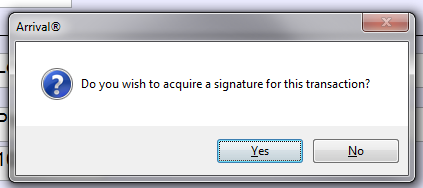 Arrival®
Do you wish to acquire a signature for this transaction?
Yes
No